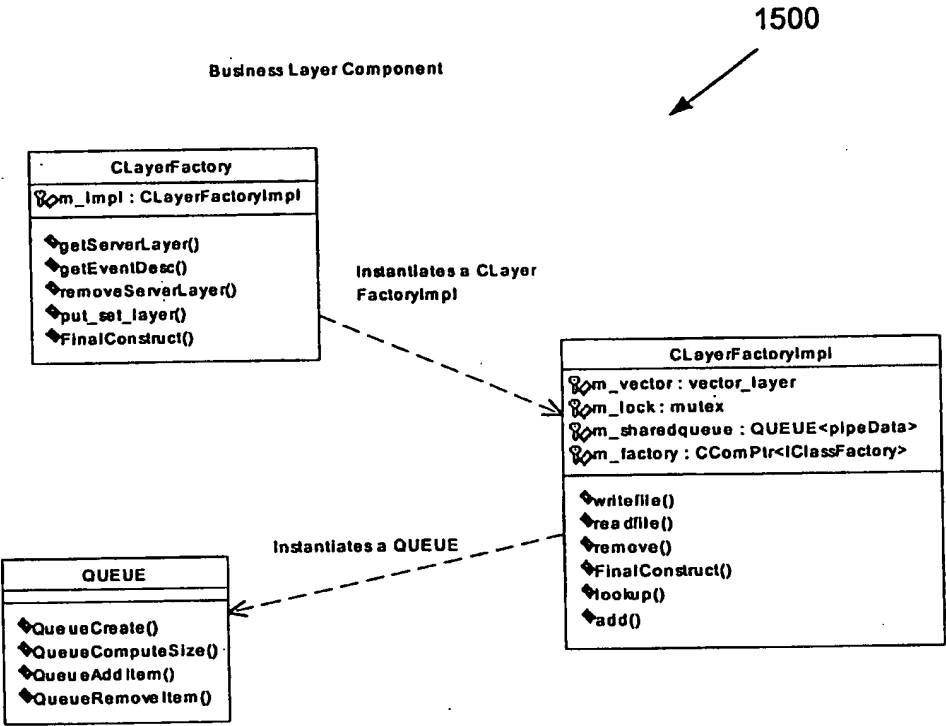 1500
Business Layer Component
CLayerFactory
m_Impl : CLayerFactoryImpl
getServerLayer()
getEventDesc()
removeServerLayer()
put_set_layer()
FinalConstruct()
Instantiates a CLayer
FactoryImpl
CLayerFactoryImpl
m_vector : vector_layer
m_lock : mutex
m_sharedqueue : QUEUE<pipeData>
m_factory : CComPtr<IClassFactory>
writefile()
readfile()
remove()
FinalConstruct()
lookup()
add()
Instantiates a QUEUE
QUEUE
QueueCreate()
QueueComputeSize()
QueueAddItem()
QueueRemoveItem()